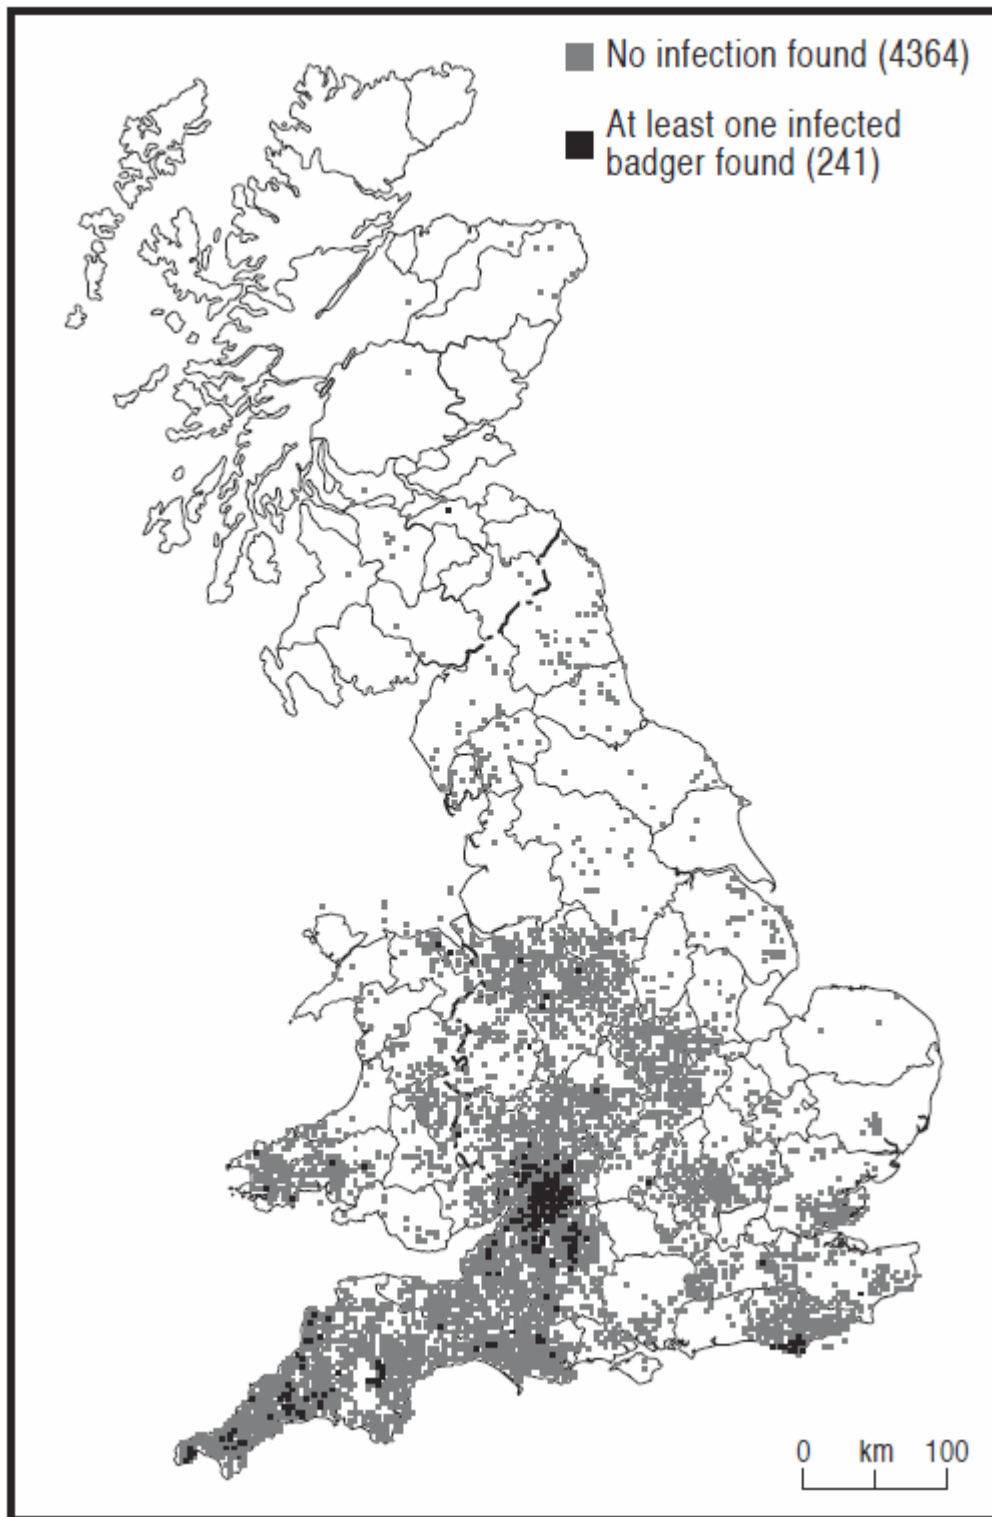 No infection found (4364)
At least one infected
badger found (241)
0 km 100